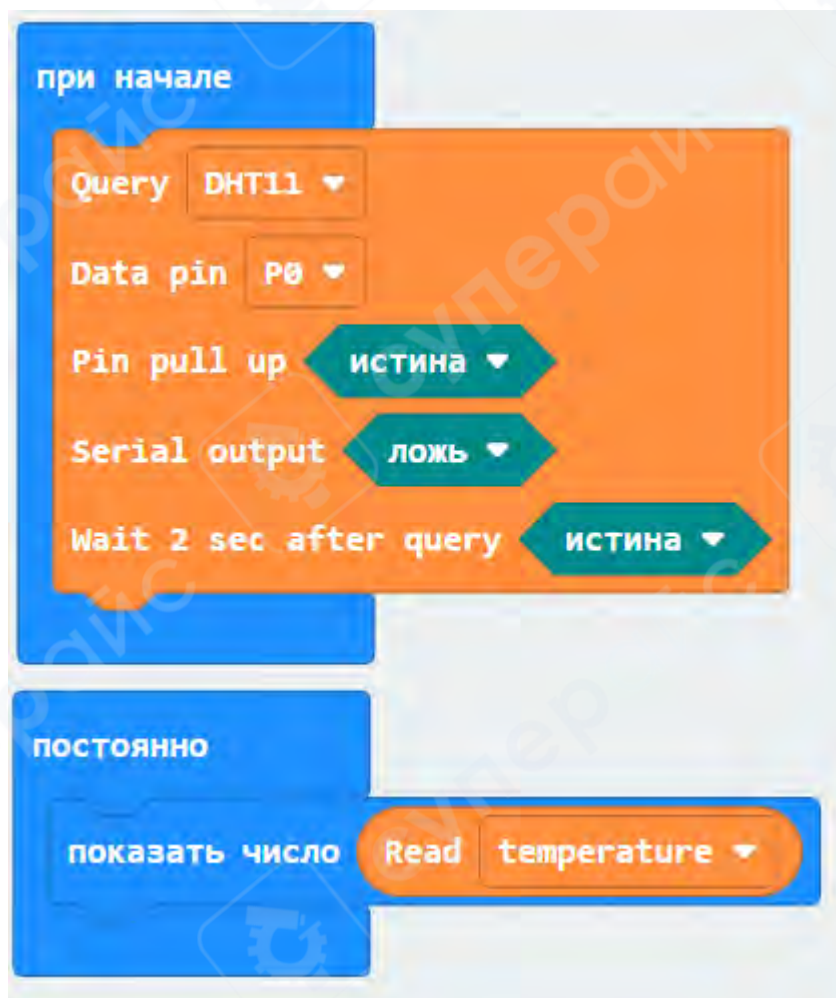 при начале
Query DHT11
Data pin P0
Pin pull up истина
Serial output ложь
Wait 2 sec after query истина
постоянно
показать число Read temperature
суперайс